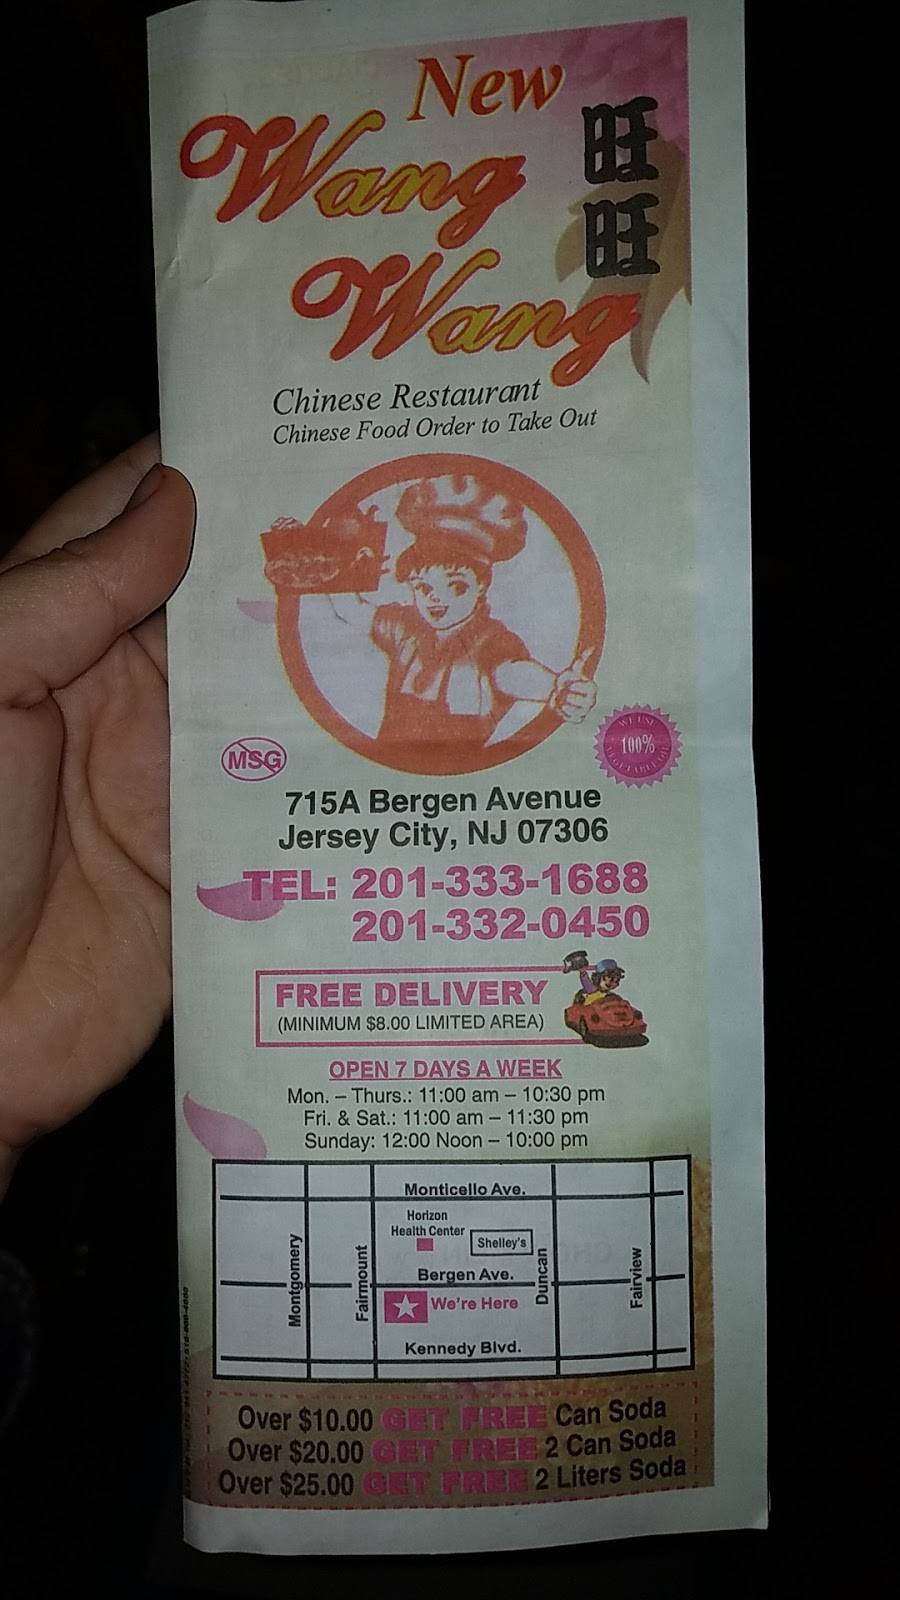 New
Wang
旺
旺
Wang
Chinese Restaurant
Chinese Food Order to Take Out
MSG
WE USE
100%
VEGETABLE OIL
715A Bergen Avenue
Jersey City, NJ 07306
TEL: 201-333-1688
201-332-0450
FREE DELIVERY
(MINIMUM $8.00 LIMITED AREA)
OPEN 7 DAYS A WEEK
Mon. – Thurs.: 11:00 am – 10:30 pm
Fri. & Sat.: 11:00 am – 11:30 pm
Sunday: 12:00 Noon – 10:00 pm
Monticello Ave.
Horizon
Health Center
Shelley's
Montgomery
Fairmount
Bergen Ave.
Duncan
Fairview
We're Here
Kennedy Blvd.
Over $10.00 GET FREE Can Soda
Over $20.00 GET FREE 2 Can Soda
Over $25.00 GET FREE 2 Liters Soda